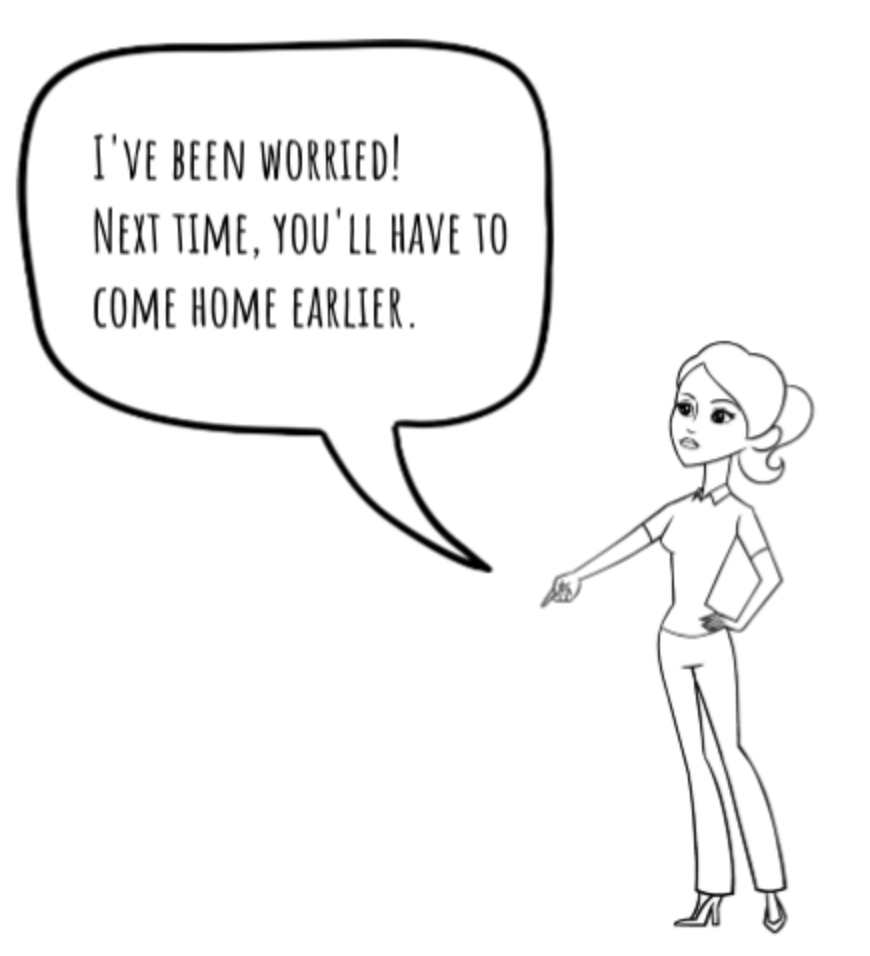 I'VE BEEN WORRIED!
NEXT TIME, YOU'LL HAVE TO
COME HOME EARLIER.